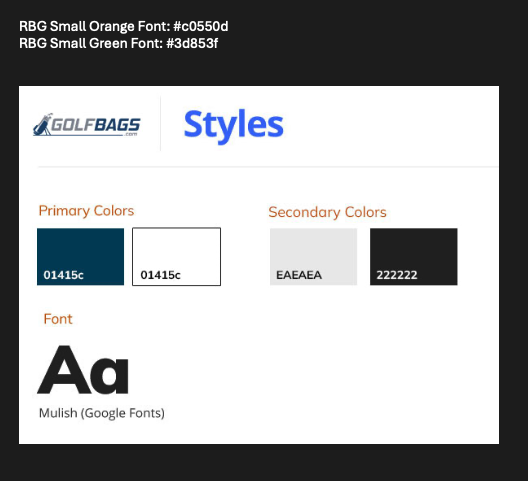 RBG Small Orange Font: #c0550d
RBG Small Green Font: #3d853f
GOLFBAGS
.com
Styles
Primary Colors
Secondary Colors
01415c
01415c
EAEAEA
222222
Font
Aa
Mulish (Google Fonts)